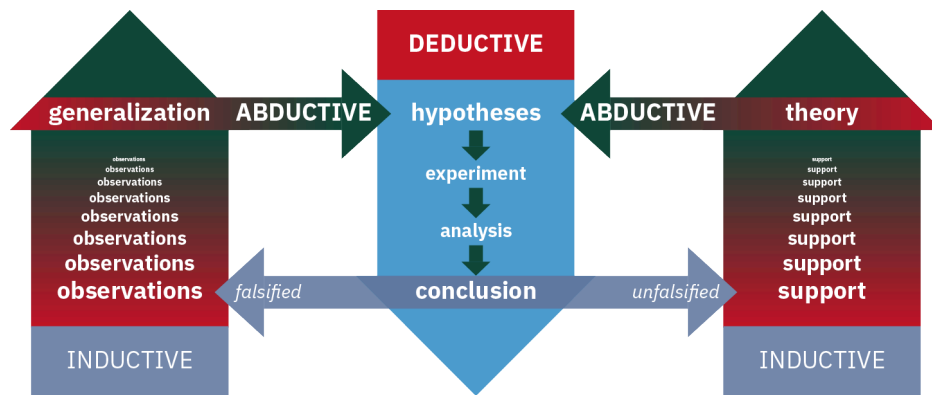 DEDUCTIVE
generalization
ABDUCTIVE
hypotheses
ABDUCTIVE
theory
observations
observations
observations
observations
observations
observations
observations
observations
experiment
analysis
support
support
support
support
support
support
support
support
falsified
conclusion
unfalsified
INDUCTIVE
INDUCTIVE